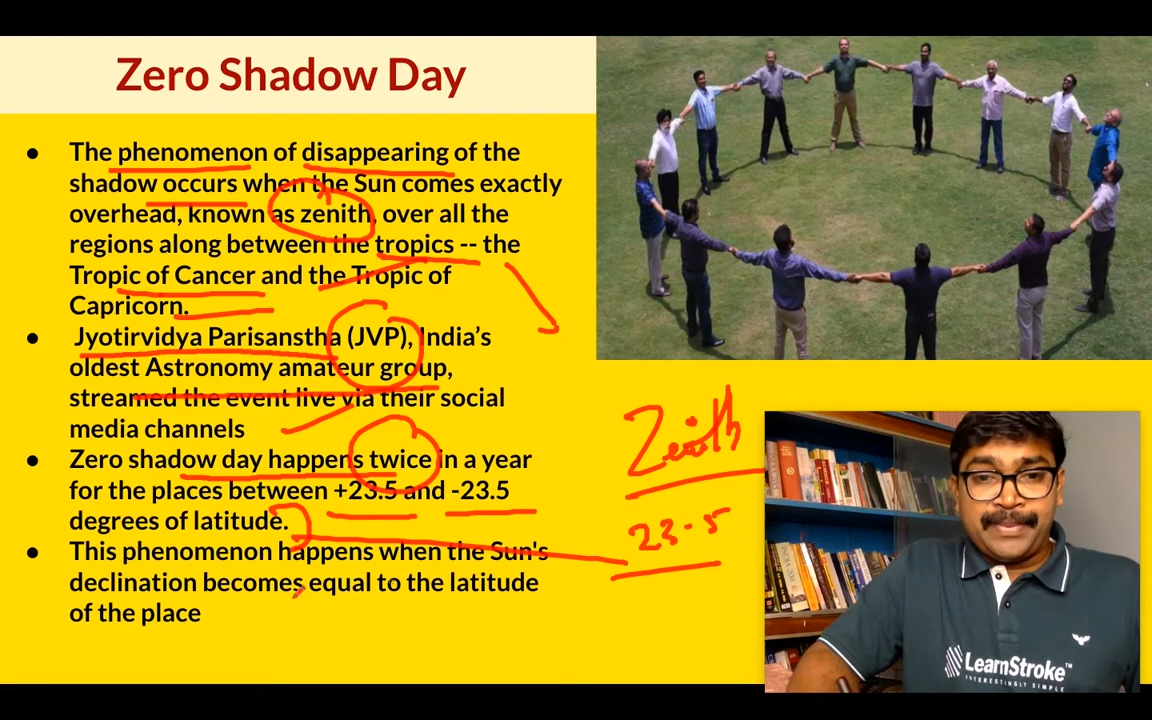 Zero Shadow Day
● The phenomenon of disappearing of the
shadow occurs when the Sun comes exactly
overhead, known as zenith, over all the
regions along between the tropics -- the
Tropic of Cancer and the Tropic of
Capricorn.
● Jyotirvidya Parisanstha (JVP), India's
oldest Astronomy amateur group,
streamed the event live via their social
media channels
● Zero shadow day happens twice in a year
for the places between +23.5 and -23.5
degrees of latitude.
● This phenomenon happens when the Sun's
declination becomes equal to the latitude
of the place
Zenith
23.5
LearnStroke™
INTERESTINGLY SIMPLE